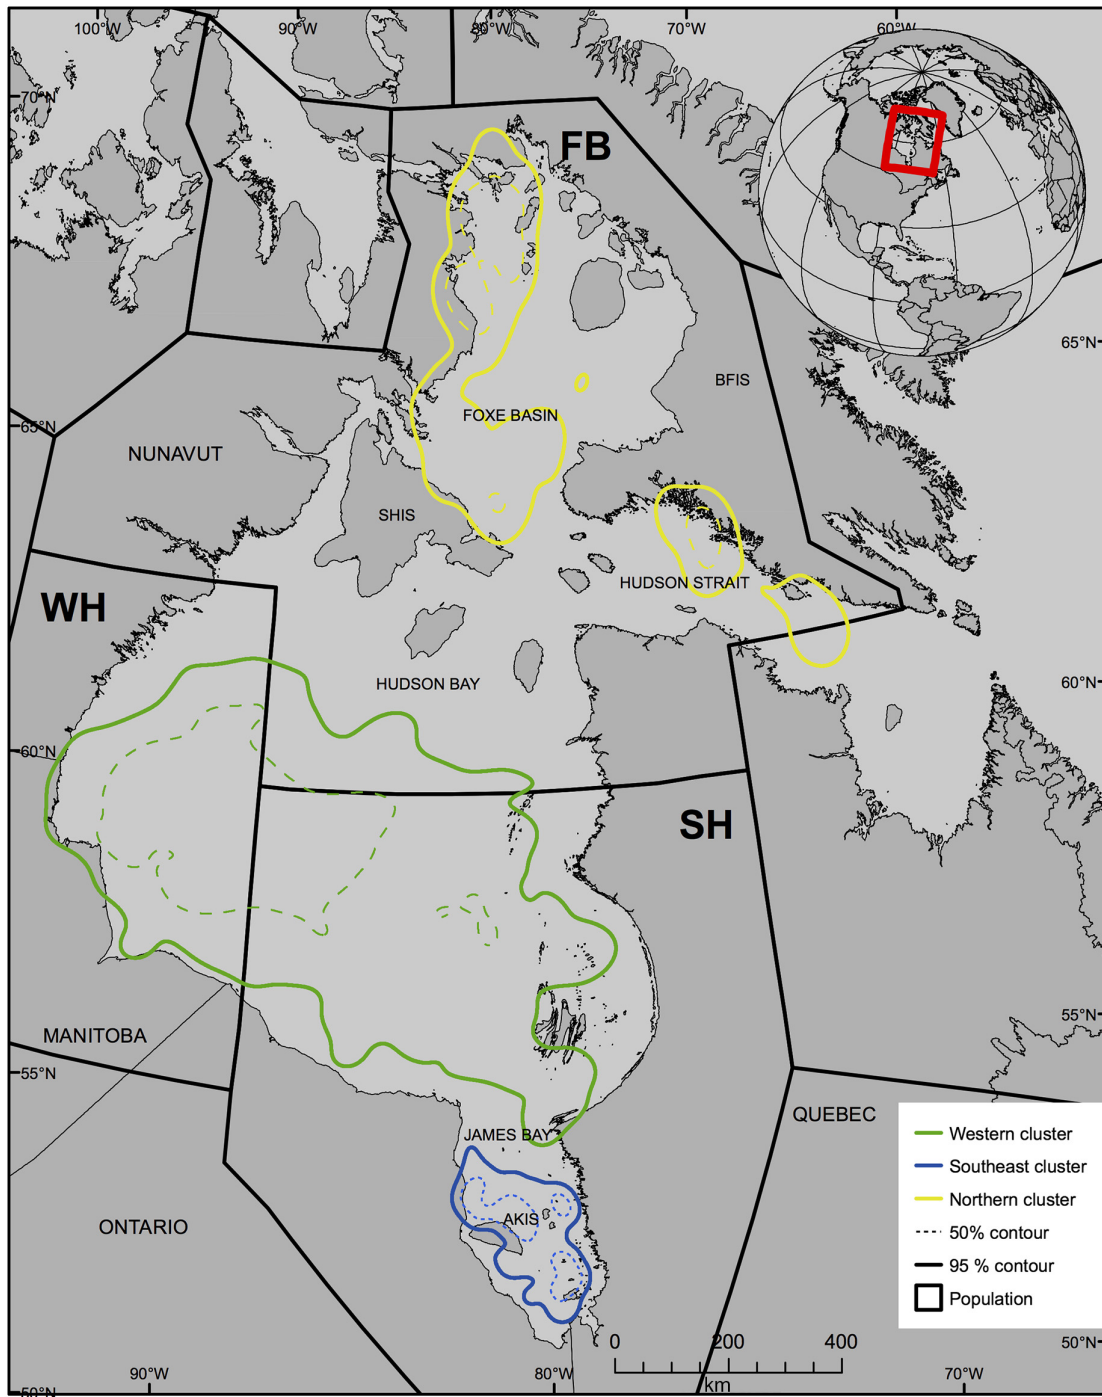 100°W
90°W
80°W
70°W
60°W
70°N
FB
65°N
BFIS
65°N
FOXE BASIN
NUNAVUT
SHIS
HUDSON STRAIT
WH
60°N
HUDSON BAY
60°N
SH
55°N
MANITOBA
55°N
QUEBEC
JAMES BAY
Western cluster
Southeast cluster
Northern cluster
50% contour
95 % contour
Population
AKIS
ONTARIO
0 200 400
km
50°N
90°W
80°W
70°W
50°N